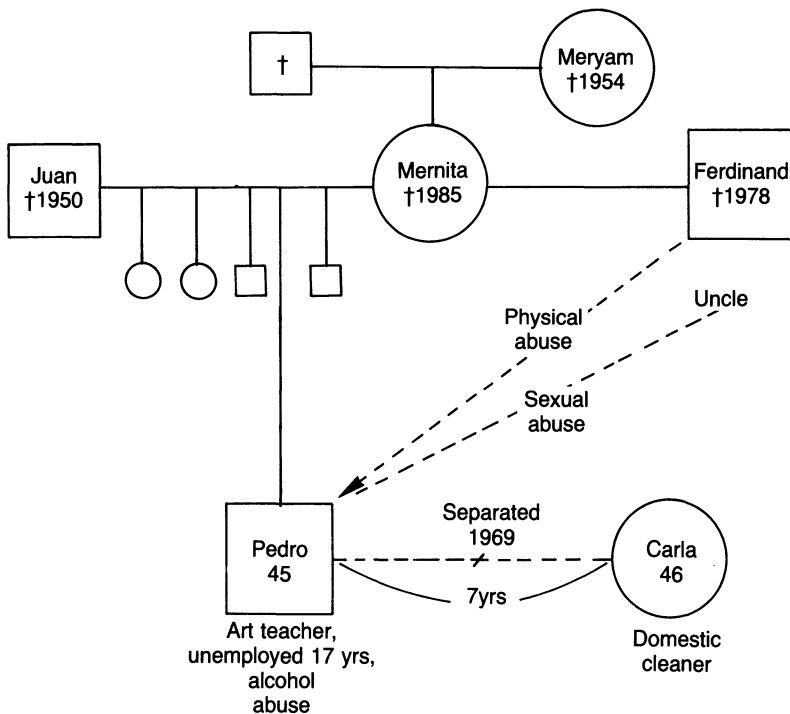 †
Meryam
†1954
Juan
†1950
Mernita
†1985
Ferdinand
†1978
Physical
abuse
Uncle
Sexual
abuse
Pedro
45
Separated
1969
7yrs
Carla
46
Art teacher,
unemployed 17 yrs,
alcohol
abuse
Domestic
cleaner